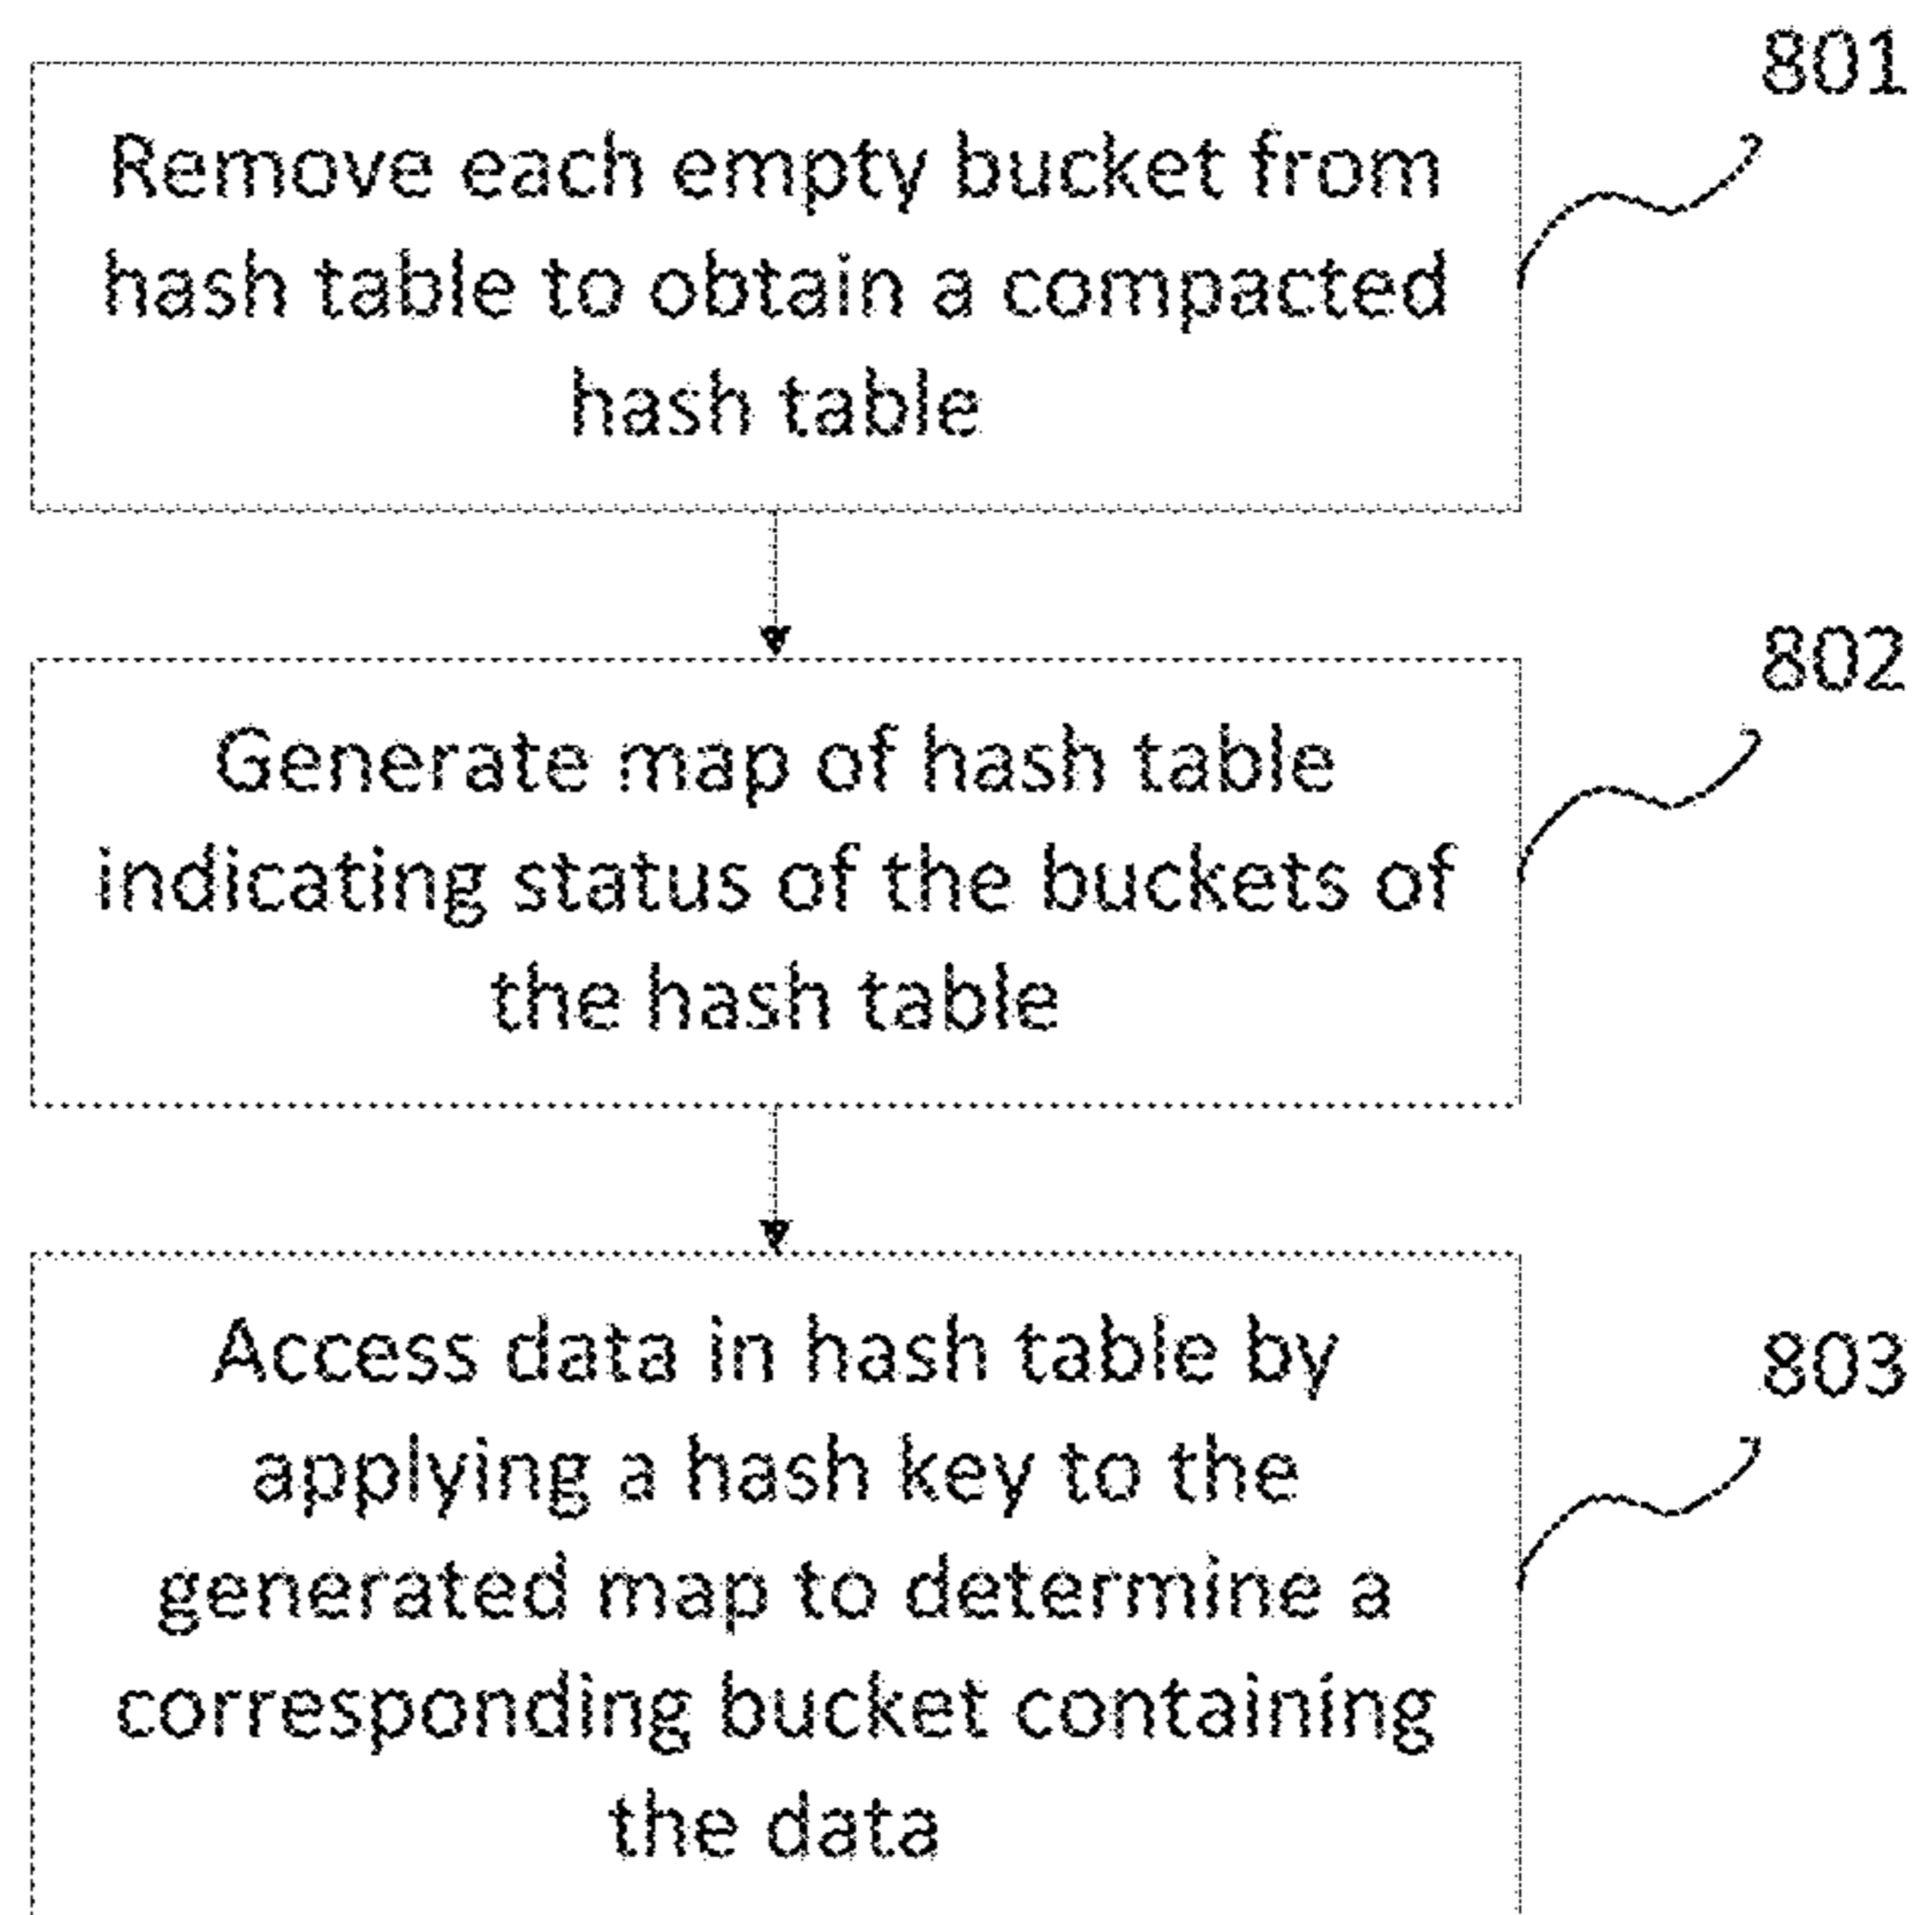 801
Remove each empty bucket from
hash table to obtain a compacted
hash table
802
Generate map of hash table
indicating status of the buckets of
the hash table
803
Access data in hash table by
applying a hash key to the
generated map to determine a
corresponding bucket containing
the data